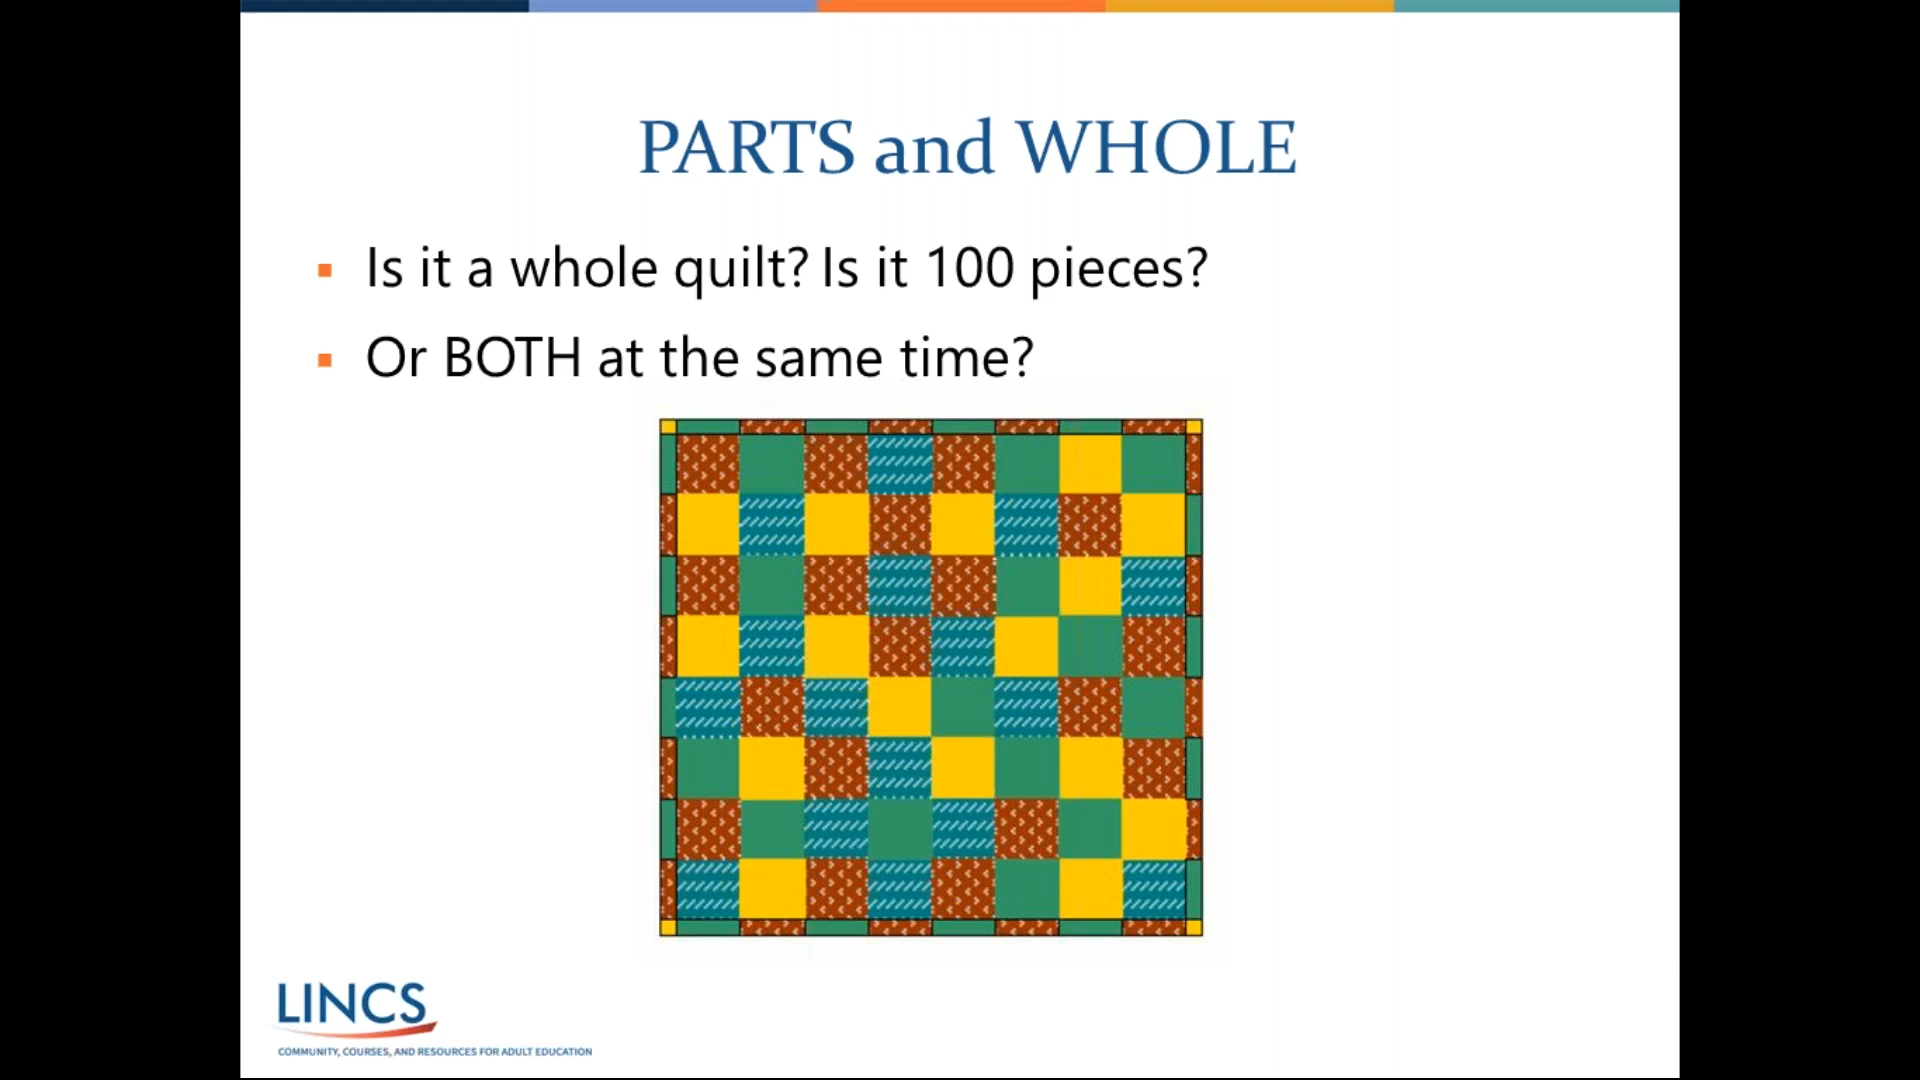 PARTS and WHOLE
Is it a whole quilt? Is it 100 pieces?
Or BOTH at the same time?
LINCS
COMMUNITY, COURSES, AND RESOURCES FOR ADULT EDUCATION